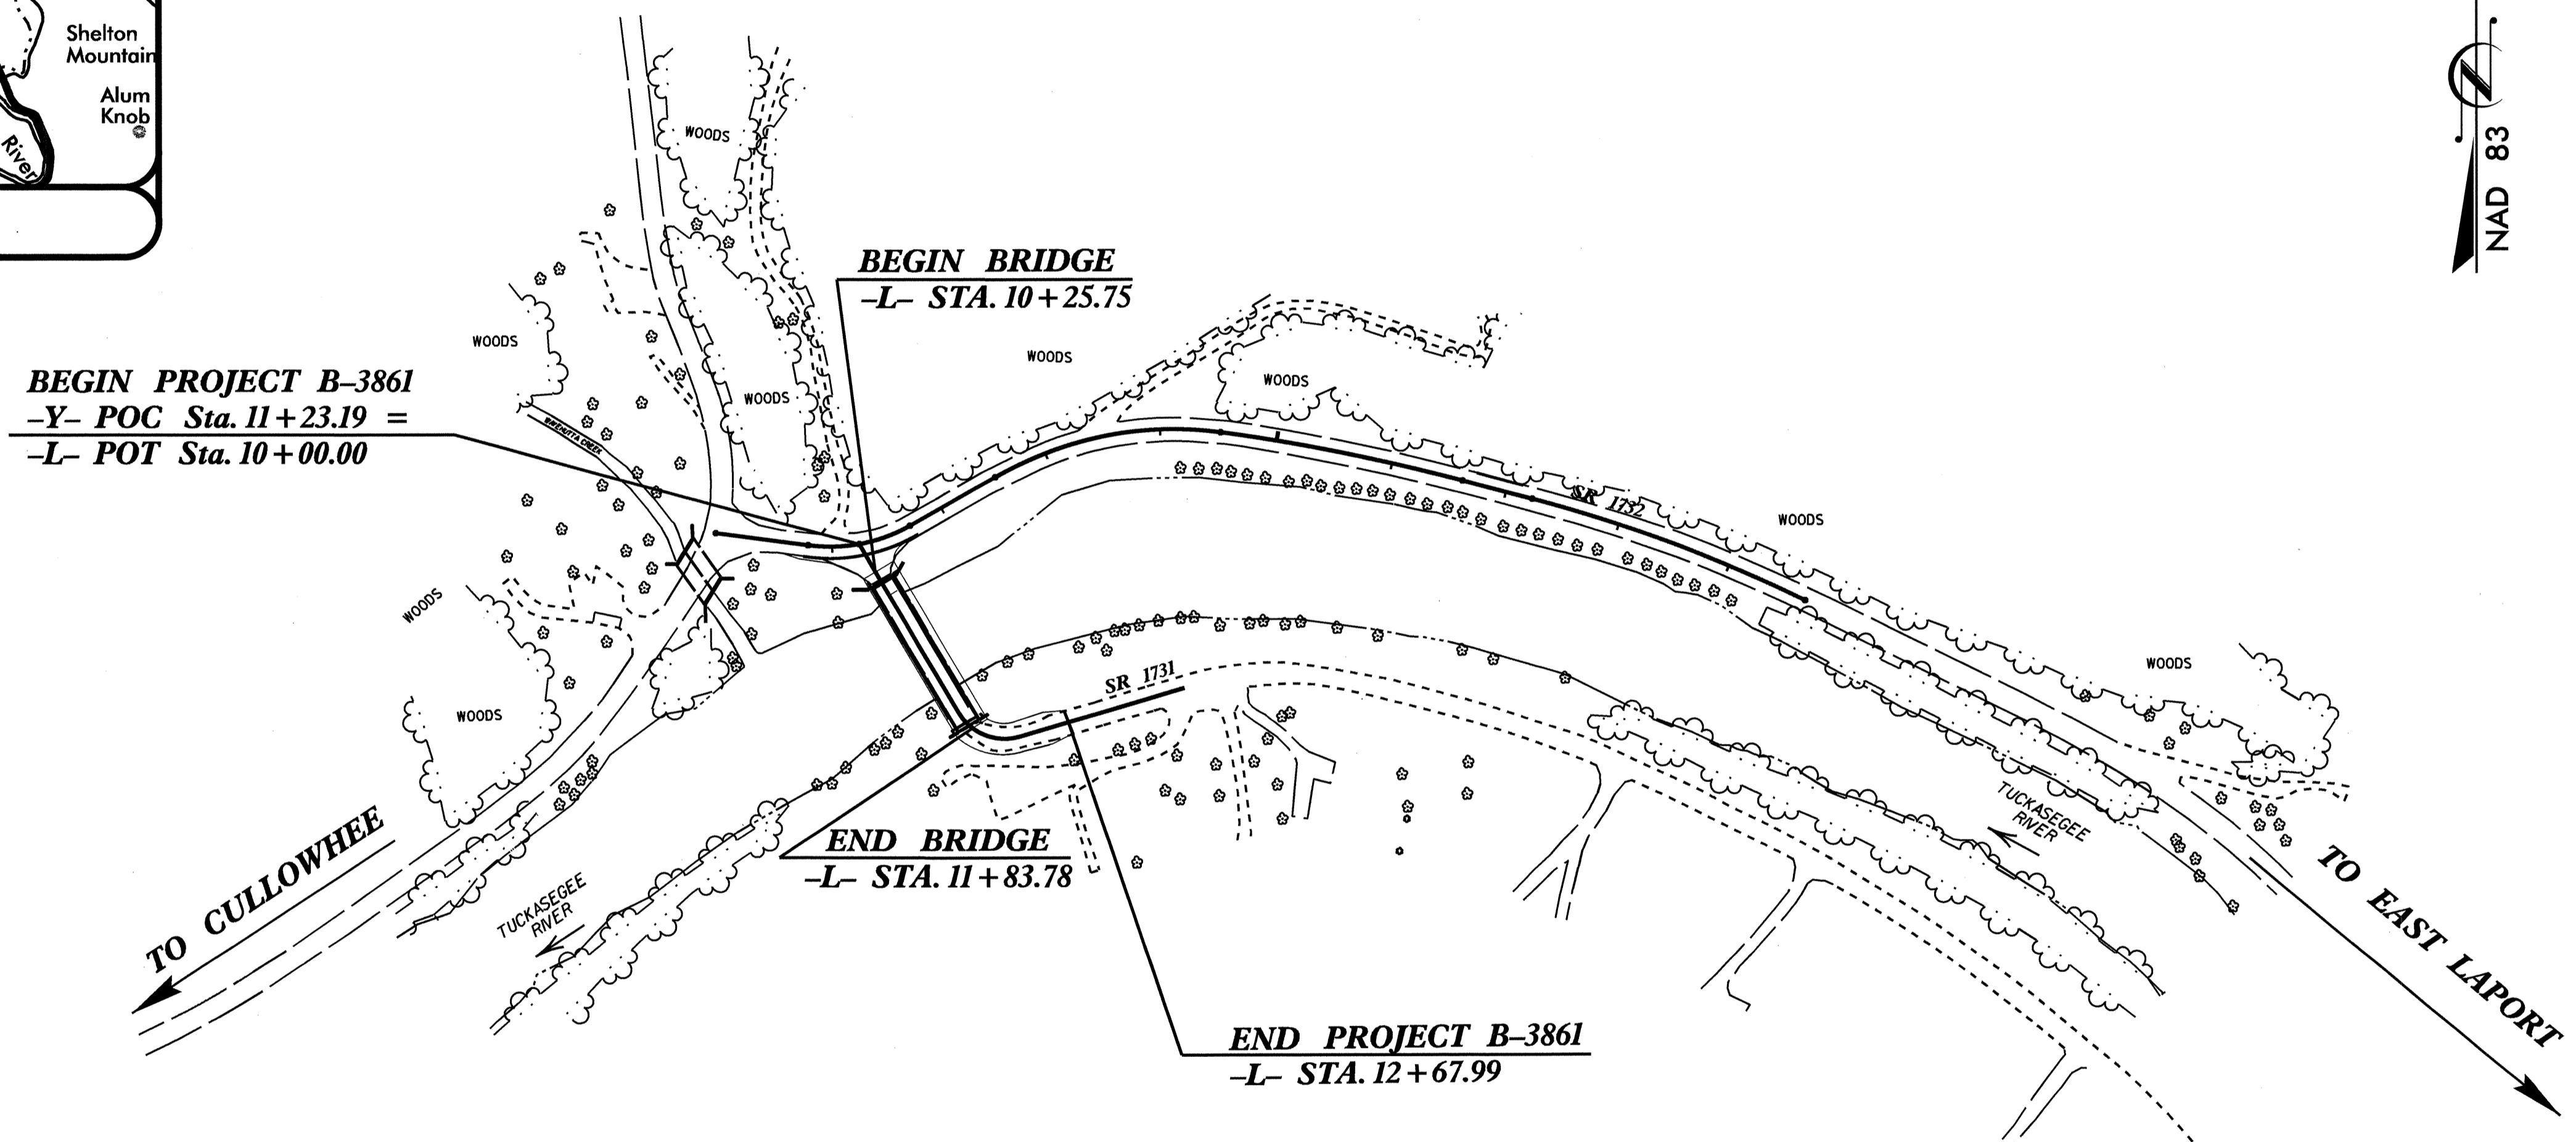 Shelton
Mountain
Alum
Knob
River
NAD 83
WOODS
BEGIN BRIDGE
–L– STA. 10+25.75
WOODS
WOODS
WOODS
WOODS
BEGIN PROJECT B–3861
–Y– POC Sta. 11+23.19 =
–L– POT Sta. 10+00.00
SR 1732
WOODS
WOODS
WOODS
WOODS
SR 1731
TUCKASEGEE
RIVER
END BRIDGE
–L– STA. 11+83.78
TO CULLOWHEE
TUCKASEGEE
RIVER
TO EAST LAPORT
END PROJECT B–3861
–L– STA. 12+67.99